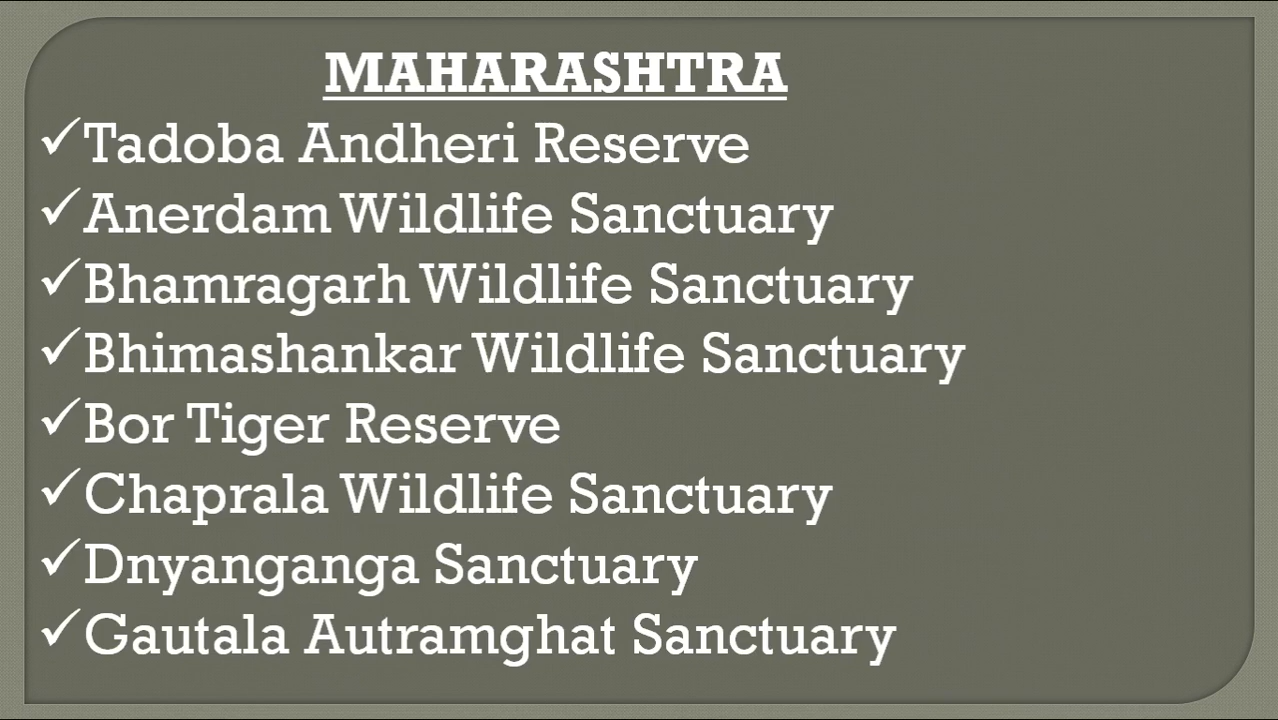 MAHARASHTRA
✓Tadoba Andheri Reserve
✓Anerdam Wildlife Sanctuary
✓Bhamragarh Wildlife Sanctuary
✓Bhimashankar Wildlife Sanctuary
✓Bor Tiger Reserve
✓Chaprala Wildlife Sanctuary
✓Dnyanganga Sanctuary
✓Gautala Autramghat Sanctuary